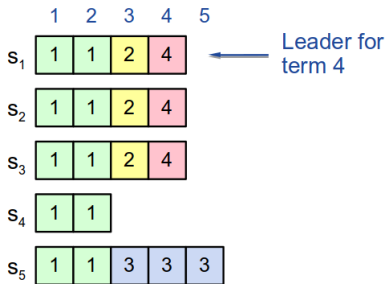 1 2 3 4 5
s1 1 1 2 4 Leader for
term 4
s2 1 1 2 4
s3 1 1 2 4
s4 1 1
s5 1 1 3 3 3